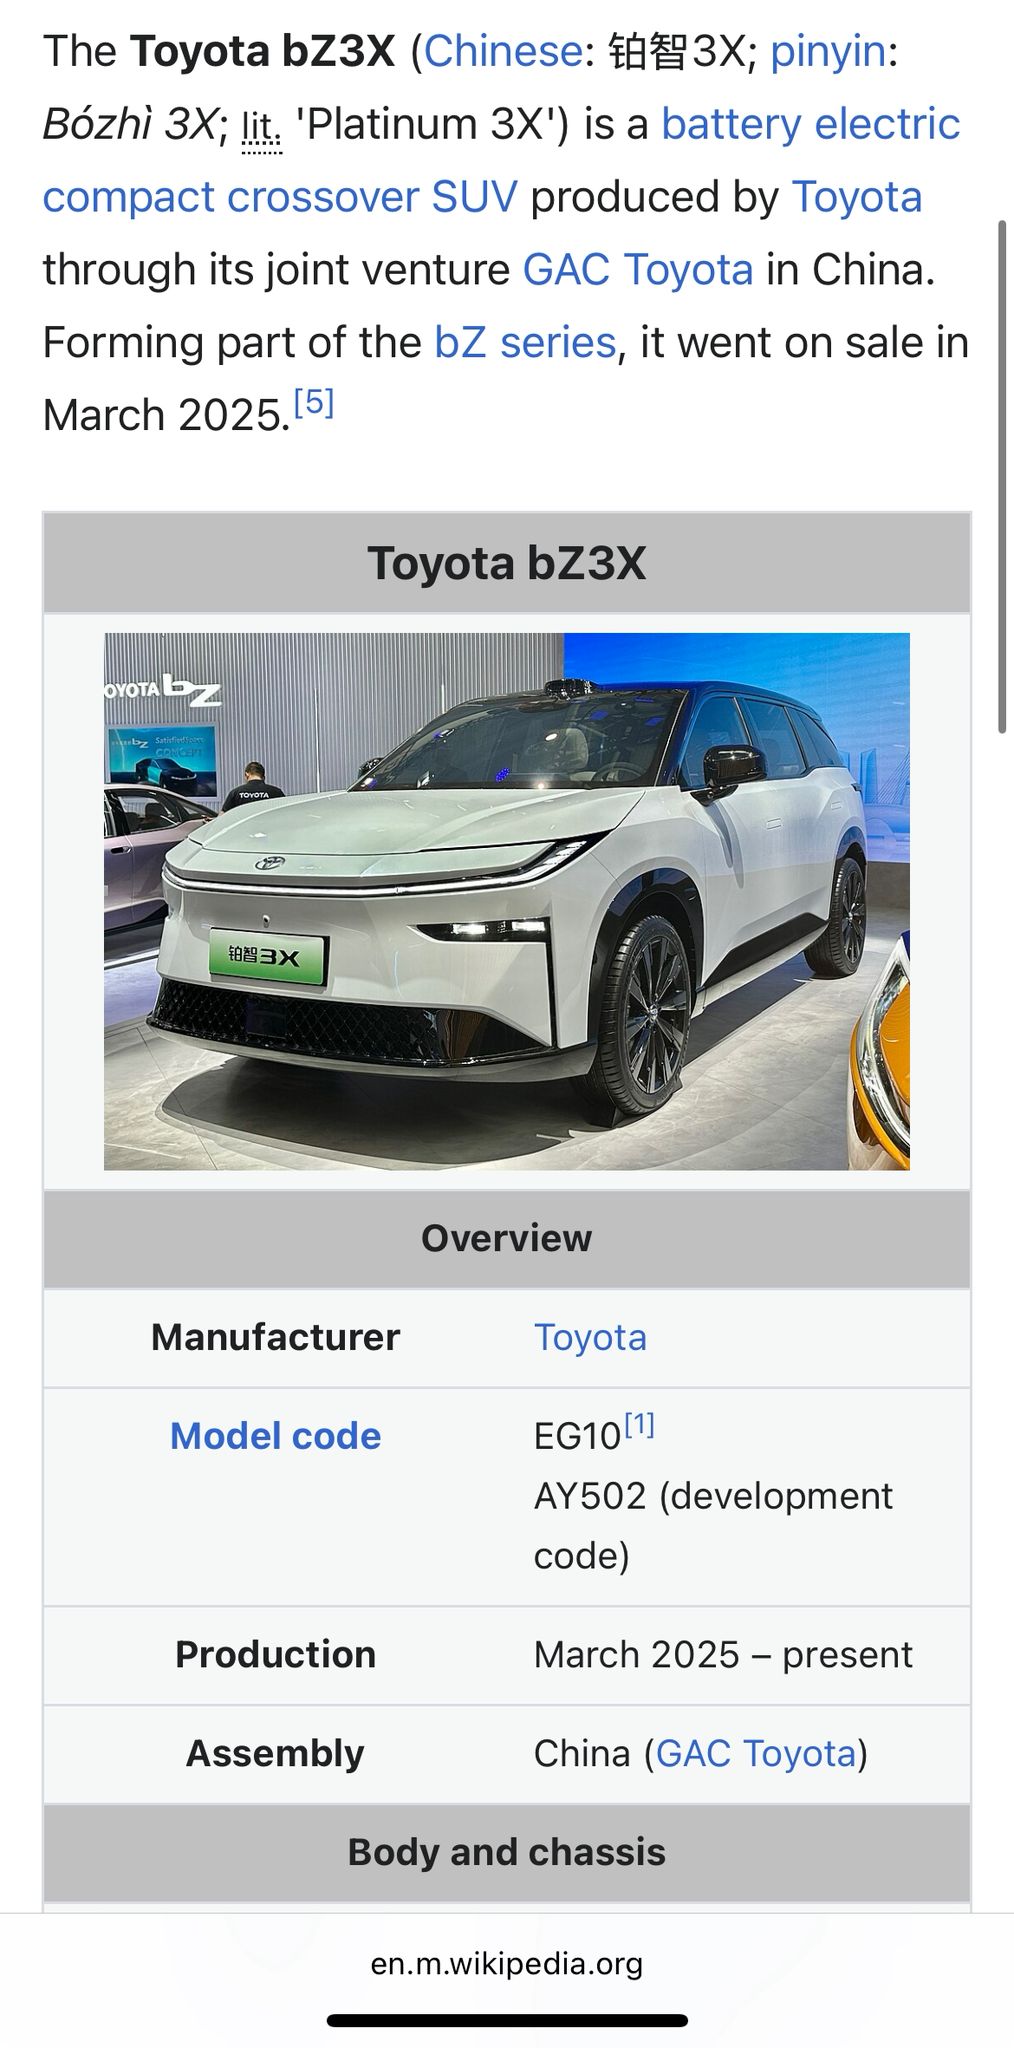 The Toyota bZ3X (Chinese: 铂智3X; pinyin:
Bózhì 3X; lit. 'Platinum 3X') is a battery electric
compact crossover SUV produced by Toyota
through its joint venture GAC Toyota in China.
Forming part of the bZ series, it went on sale in
March 2025.[5]
Toyota bZ3X
OYOTA bZ
bZ SatisfiedSpace
CONCEPT
TOYOTA
铂智3X
Overview
Manufacturer Toyota
Model code EG10[1]
AY502 (development
code)
Production March 2025 – present
Assembly China (GAC Toyota)
Body and chassis
en.m.wikipedia.org